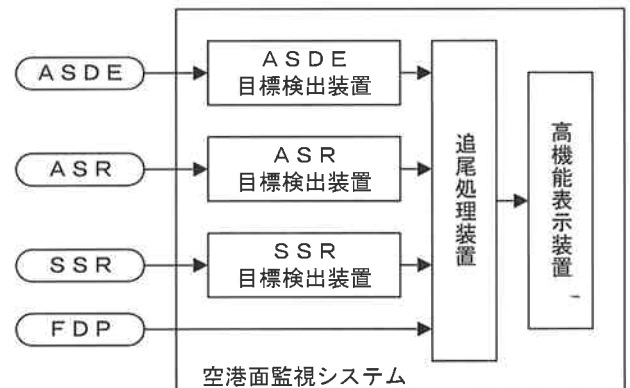 ASDE
ASDE
目標検出装置
ASR
ASR
目標検出装置
SSR
SSR
目標検出装置
FDP
追尾処理装置
高機能表示装置
空港面監視システム